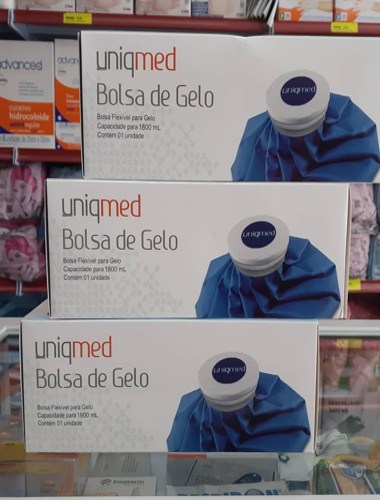 uniqmed
Bolsa de Gelo
Bolsa Flexível para Gelo
Capacidade para 1800 mL
Contém 01 unidade
uniqmed
uniqmed
Bolsa de Gelo
Bolsa Flexível para Gelo
Capacidade para 1800 mL
Contém 01 unidade
uniqmed
uniqmed
Bolsa de Gelo
Bolsa Flexível para Gelo
Capacidade para 1800 mL
Contém 01 unidade
uniqmed
advanced
curativo
hidrocoloide
regular
advanced